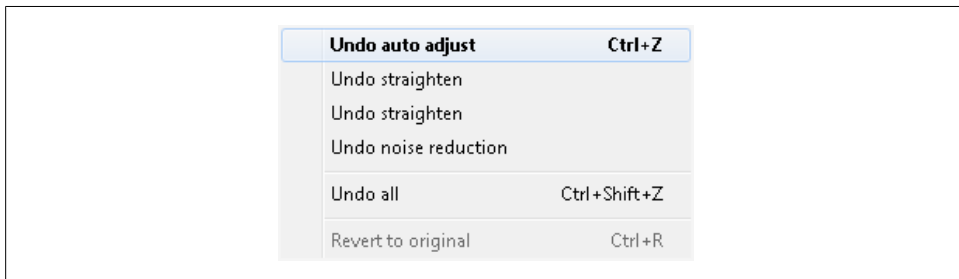 Undo auto adjust Ctrl+Z
Undo straighten
Undo straighten
Undo noise reduction
Undo all Ctrl+Shift+Z
Revert to original Ctrl+R